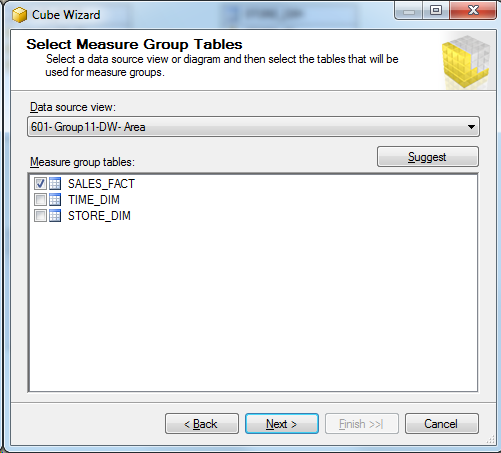 STORE_DIM
Cube Wizard
Select Measure Group Tables
Select a data source view or diagram and then select the tables that will be
used for measure groups.
Data source view:
601- Group11-DW- Area
Suggest
Measure group tables:
SALES_FACT
TIME_DIM
STORE_DIM
< Back
Next >
Finish >>|
Cancel